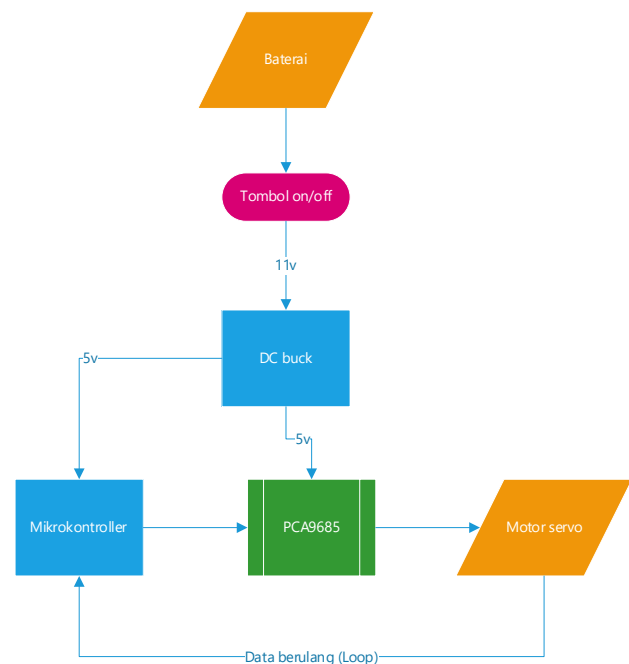 Baterai
Tombol on/off
11v
DC buck
5v
5v
Mikrokontroller
PCA9685
Motor servo
Data berulang (Loop)